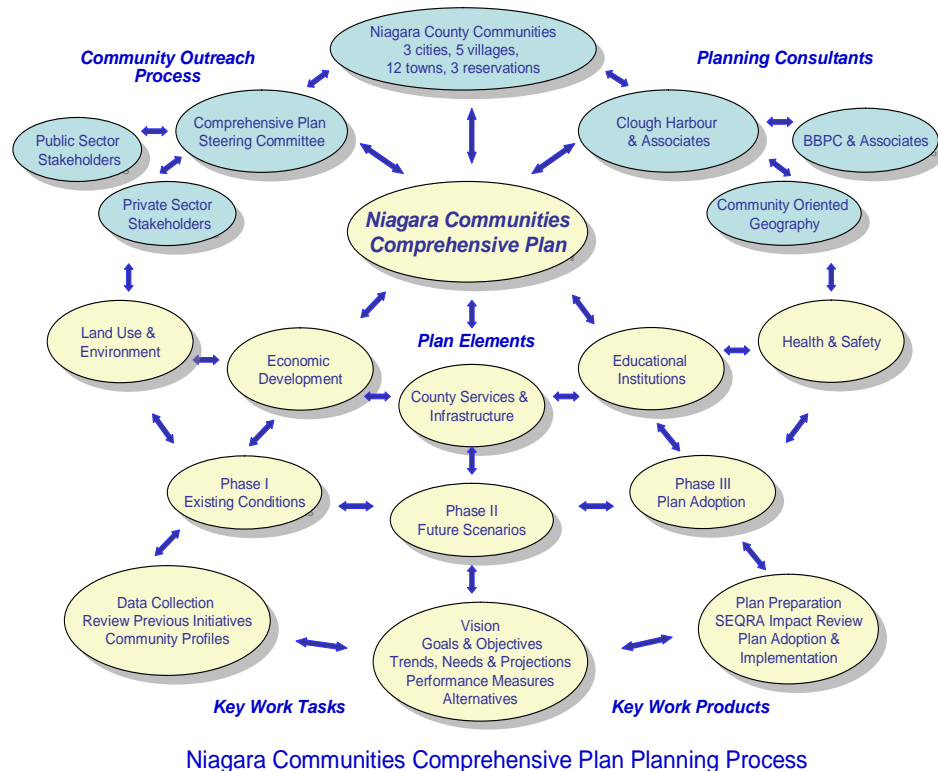 Niagara County Communities
3 cities, 5 villages,
12 towns, 3 reservations
Community Outreach
Process
Planning Consultants
Comprehensive Plan
Steering Committee
Clough Harbour
& Associates
Public Sector
Stakeholders
BBPC & Associates
Private Sector
Stakeholders
Community Oriented
Geography
Niagara Communities
Comprehensive Plan
Plan Elements
Land Use &
Environment
Economic
Development
County Services &
Infrastructure
Educational
Institutions
Health & Safety
Phase I
Existing Conditions
Phase II
Future Scenarios
Phase III
Plan Adoption
Data Collection
Review Previous Initiatives
Community Profiles
Vision
Goals & Objectives
Trends, Needs & Projections
Performance Measures
Alternatives
Plan Preparation
SEQRA Impact Review
Plan Adoption &
Implementation
Key Work Tasks
Key Work Products
Niagara Communities Comprehensive Plan Planning Process